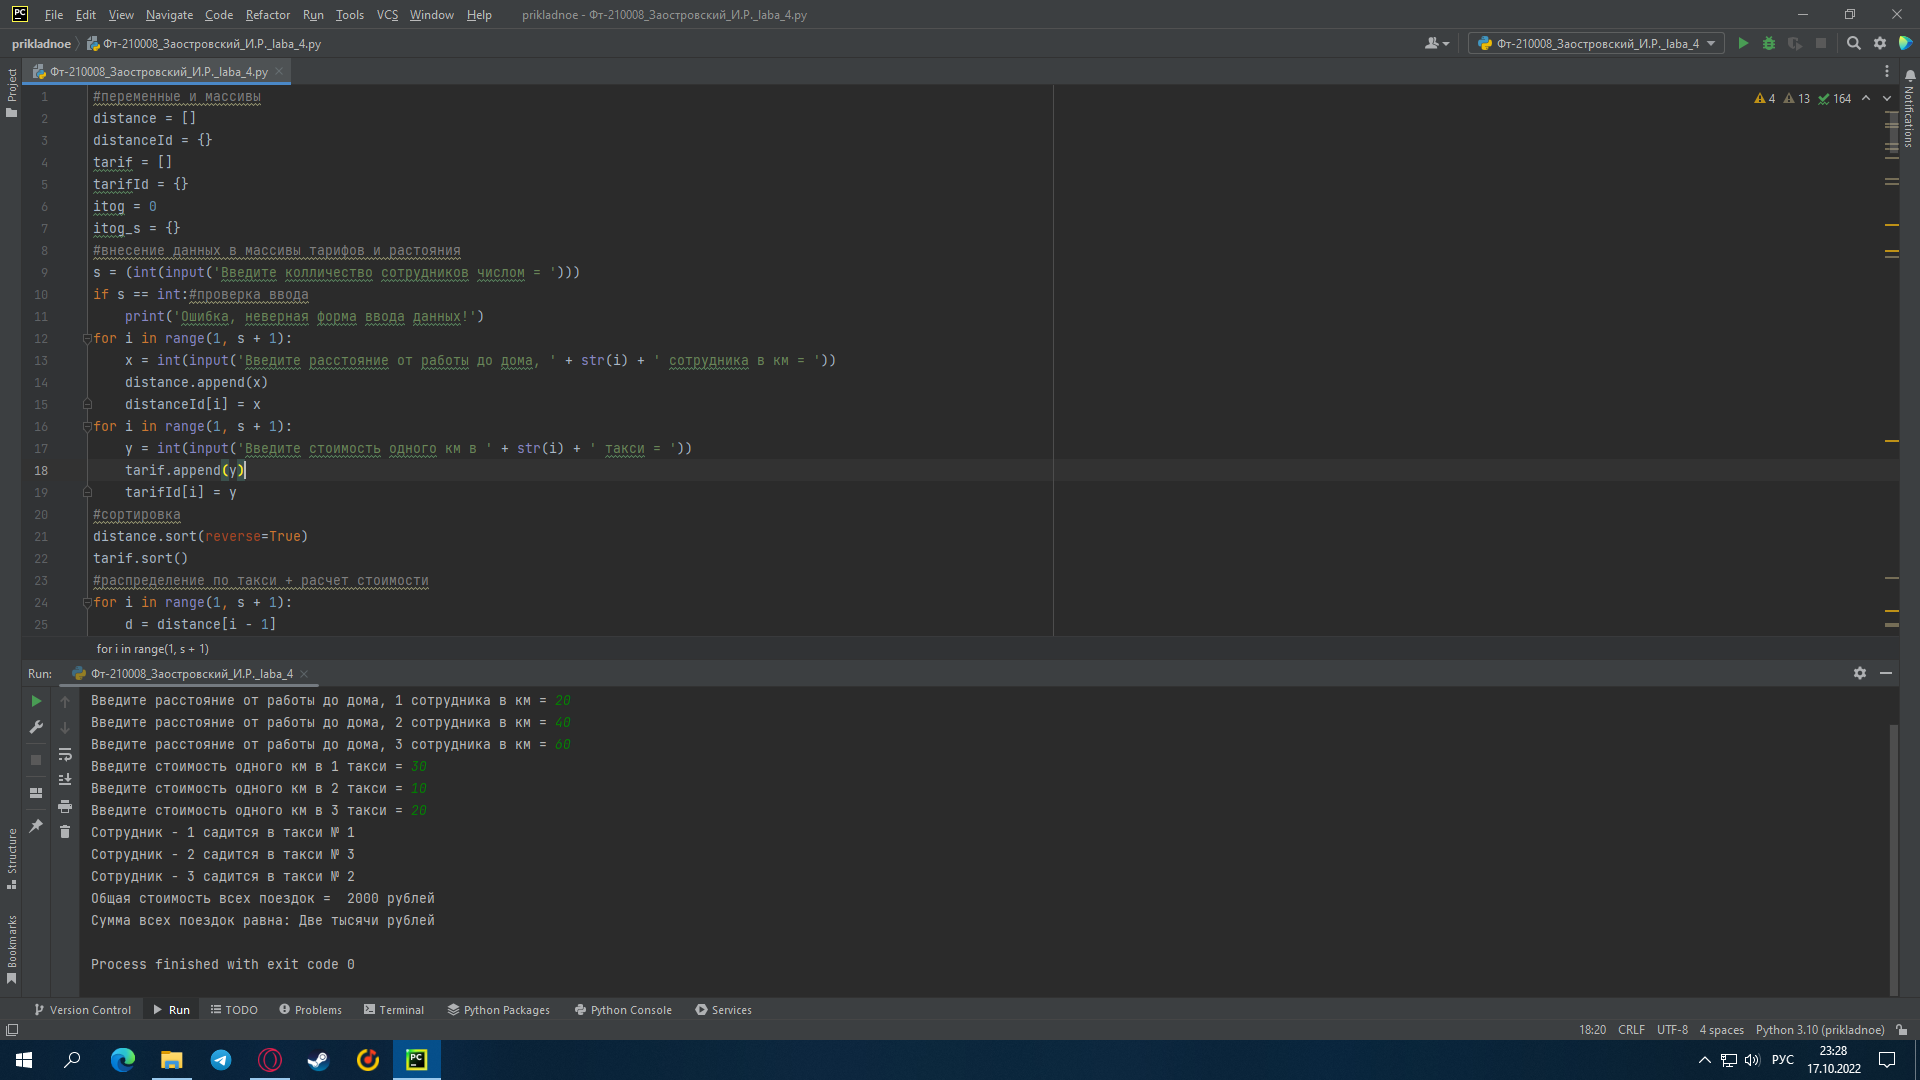 PC File Edit View Navigate Code Refactor Run Tools VCS Window Help prikladnoe - Фт-210008_Заостровский_И.Р._laba_4.py
prikladnoe Фт-210008_Заостровский_И.Р._laba_4.py Фт-210008_Заостровский_И.Р._laba_4
Фт-210008_Заостровский_И.Р._laba_4.py
Project
Notifications
4 13 164
1 #переменные и массивы
2 distance = []
3 distanceId = {}
4 tarif = []
5 tarifId = {}
6 itog = 0
7 itog_s = {}
8 #внесение данных в массивы тарифов и растояния
9 s = (int(input('Введите колличество сотрудников числом = ')))
10 if s == int:#проверка ввода
11 print('Ошибка, неверная форма ввода данных!')
12 for i in range(1, s + 1):
13 x = int(input('Введите расстояние от работы до дома, ' + str(i) + ' сотрудника в км = '))
14 distance.append(x)
15 distanceId[i] = x
16 for i in range(1, s + 1):
17 y = int(input('Введите стоимость одного км в ' + str(i) + ' такси = '))
18 tarif.append(y)
19 tarifId[i] = y
20 #сортировка
21 distance.sort(reverse=True)
22 tarif.sort()
23 #распределение по такси + расчет стоимости
24 for i in range(1, s + 1):
25 d = distance[i - 1]
for i in range(1, s + 1)
Run: Фт-210008_Заостровский_И.Р._laba_4
Введите расстояние от работы до дома, 1 сотрудника в км = 20
Введите расстояние от работы до дома, 2 сотрудника в км = 40
Введите расстояние от работы до дома, 3 сотрудника в км = 60
Введите стоимость одного км в 1 такси = 30
Введите стоимость одного км в 2 такси = 10
Введите стоимость одного км в 3 такси = 20
Сотрудник - 1 садится в такси № 1
Сотрудник - 2 садится в такси № 3
Сотрудник - 3 садится в такси № 2
Общая стоимость всех поездок =  2000 рублей
Сумма всех поездок равна: Две тысячи рублей
Process finished with exit code 0
Structure
Bookmarks
Version Control Run TODO Problems Terminal Python Packages Python Console Services
18:20 CRLF UTF-8 4 spaces Python 3.10 (prikladnoe)
PC РУС 23:28
17.10.2022